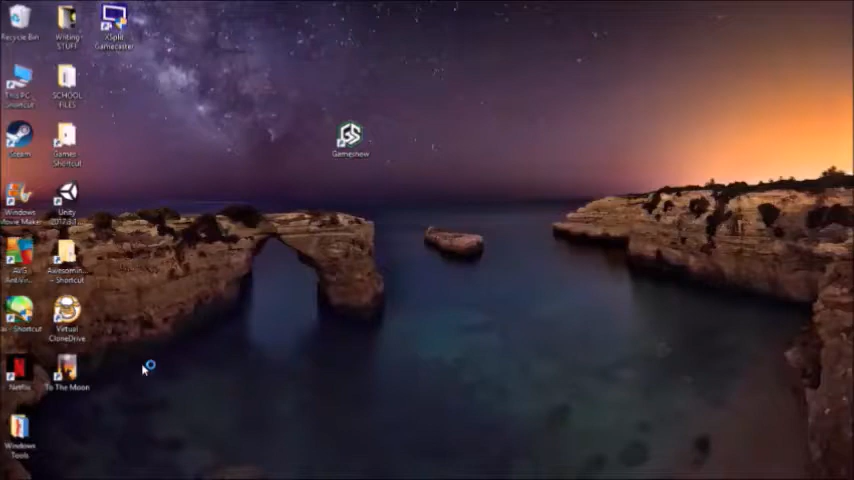 Recycle Bin
Writing
STUFF
XSplit
Gamecaster
This PC
Shortcut
SCHOOL
FILES
Steam
Games
Shortcut
Gameshow
Windows
Movie Maker
Unity
AVG
AntiVir...
Awesomin...
- Shortcut
- Shortcut
Virtual
CloneDrive
Netflix
To The Moon
Windows
Tools